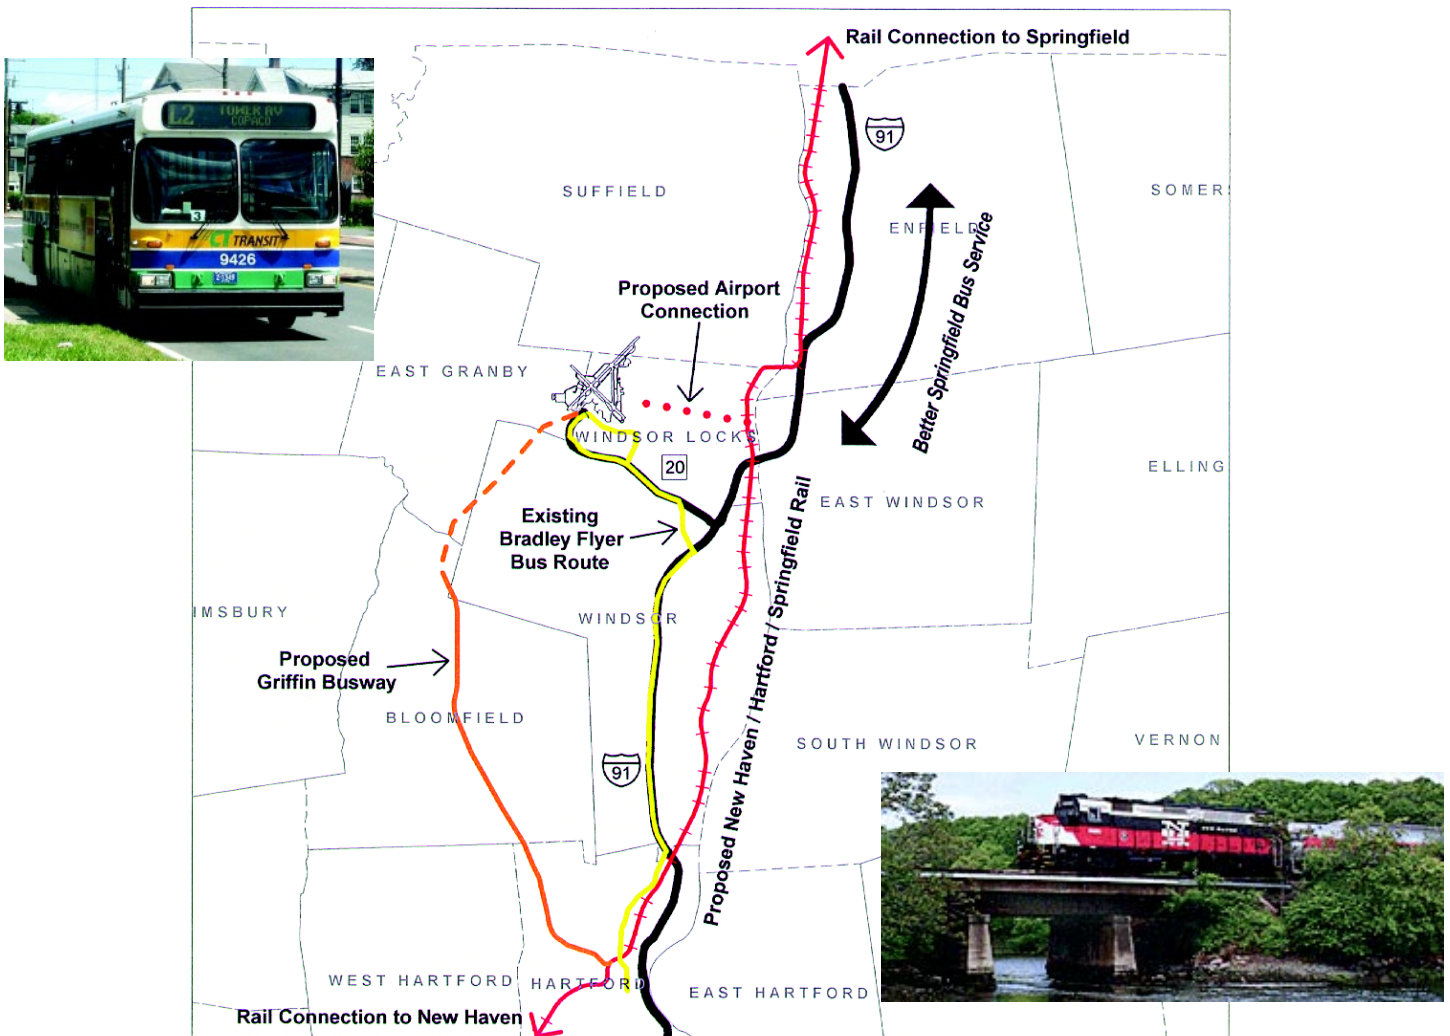 Rail Connection to Springfield
L2
TOWER AV
COPACO
91
SUFFIELD
SOMER
3
ENFIELD
CT TRANSIT
9426
Better Springfield Bus Service
Proposed Airport
Connection
EAST GRANBY
WINDSOR LOCKS
20
ELLING
EAST WINDSOR
Existing
Bradley Flyer
Bus Route
Proposed New Haven / Hartford / Springfield Rail
IMSBURY
WINDSOR
Proposed
Griffin Busway
BLOOMFIELD
SOUTH WINDSOR
VERNON
91
WEST HARTFORD
HARTFORD
EAST HARTFORD
Rail Connection to New Haven